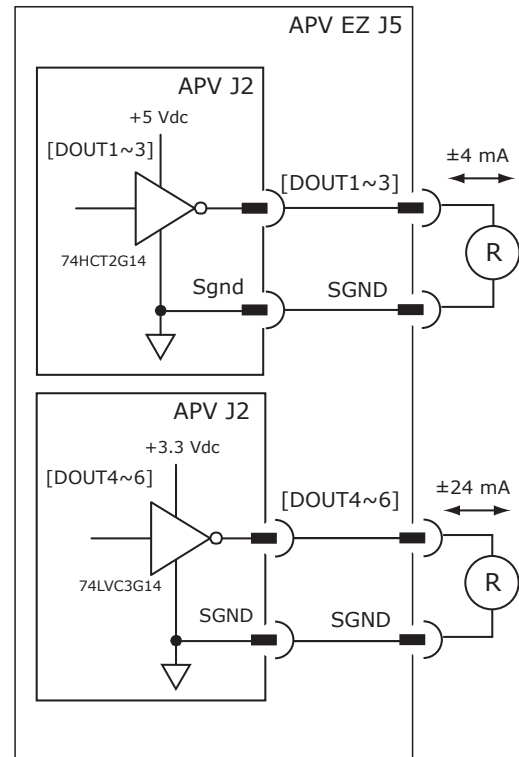 APV EZ J5
APV J2
+5 Vdc
[DOUT1~3]
[DOUT1~3]
±4 mA
74HCT2G14
R
Sgnd
SGND
APV J2
+3.3 Vdc
[DOUT4~6]
[DOUT4~6]
±24 mA
74LVC3G14
R
SGND
SGND